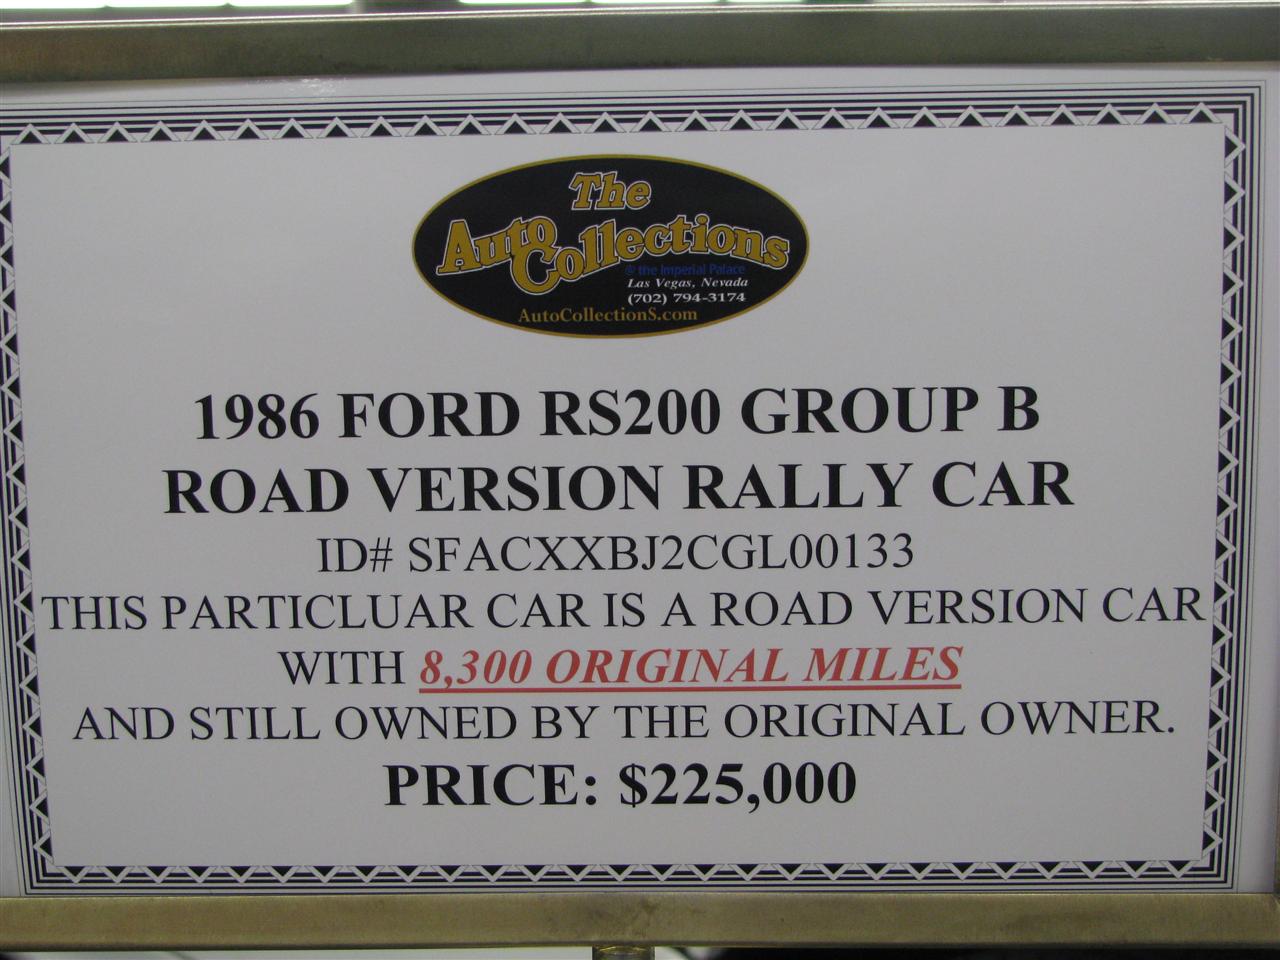 The
Auto
Collections
@ the Imperial Palace
Las Vegas, Nevada
(702) 794-3174
AutoCollectionS.com
1986 FORD RS200 GROUP B
ROAD VERSION RALLY CAR
ID# SFACXXBJ2CGL00133
THIS PARTICLUAR CAR IS A ROAD VERSION CAR
WITH 8,300 ORIGINAL MILES
AND STILL OWNED BY THE ORIGINAL OWNER.
PRICE: $225,000